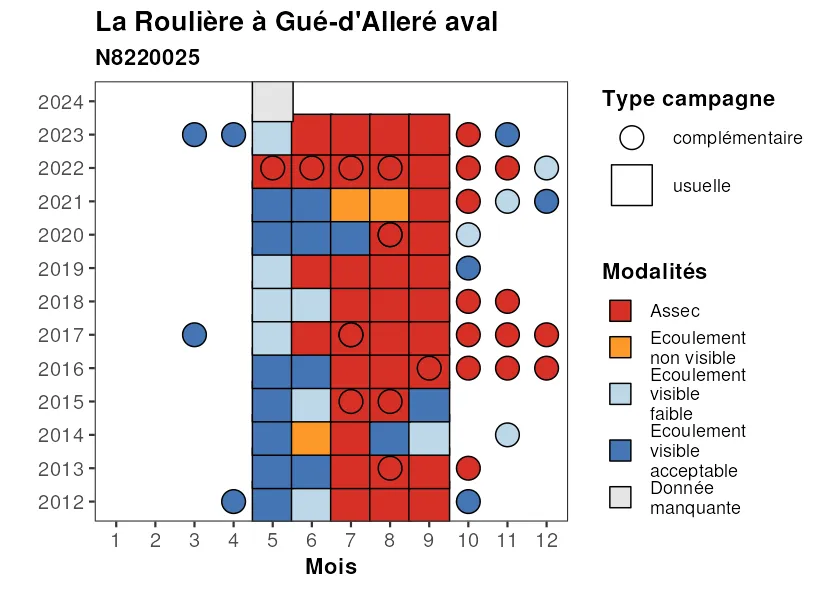 La Roulière à Gué-d'Alleré aval
N8220025
2024
2023
2022
2021
2020
2019
2018
2017
2016
2015
2014
2013
2012
1 2 3 4 5 6 7 8 9 10 11 12
Mois
Type campagne
complémentaire
usuelle
Modalités
Assec
Ecoulement
non visible
Ecoulement
visible
faible
Ecoulement
visible
acceptable
Donnée
manquante